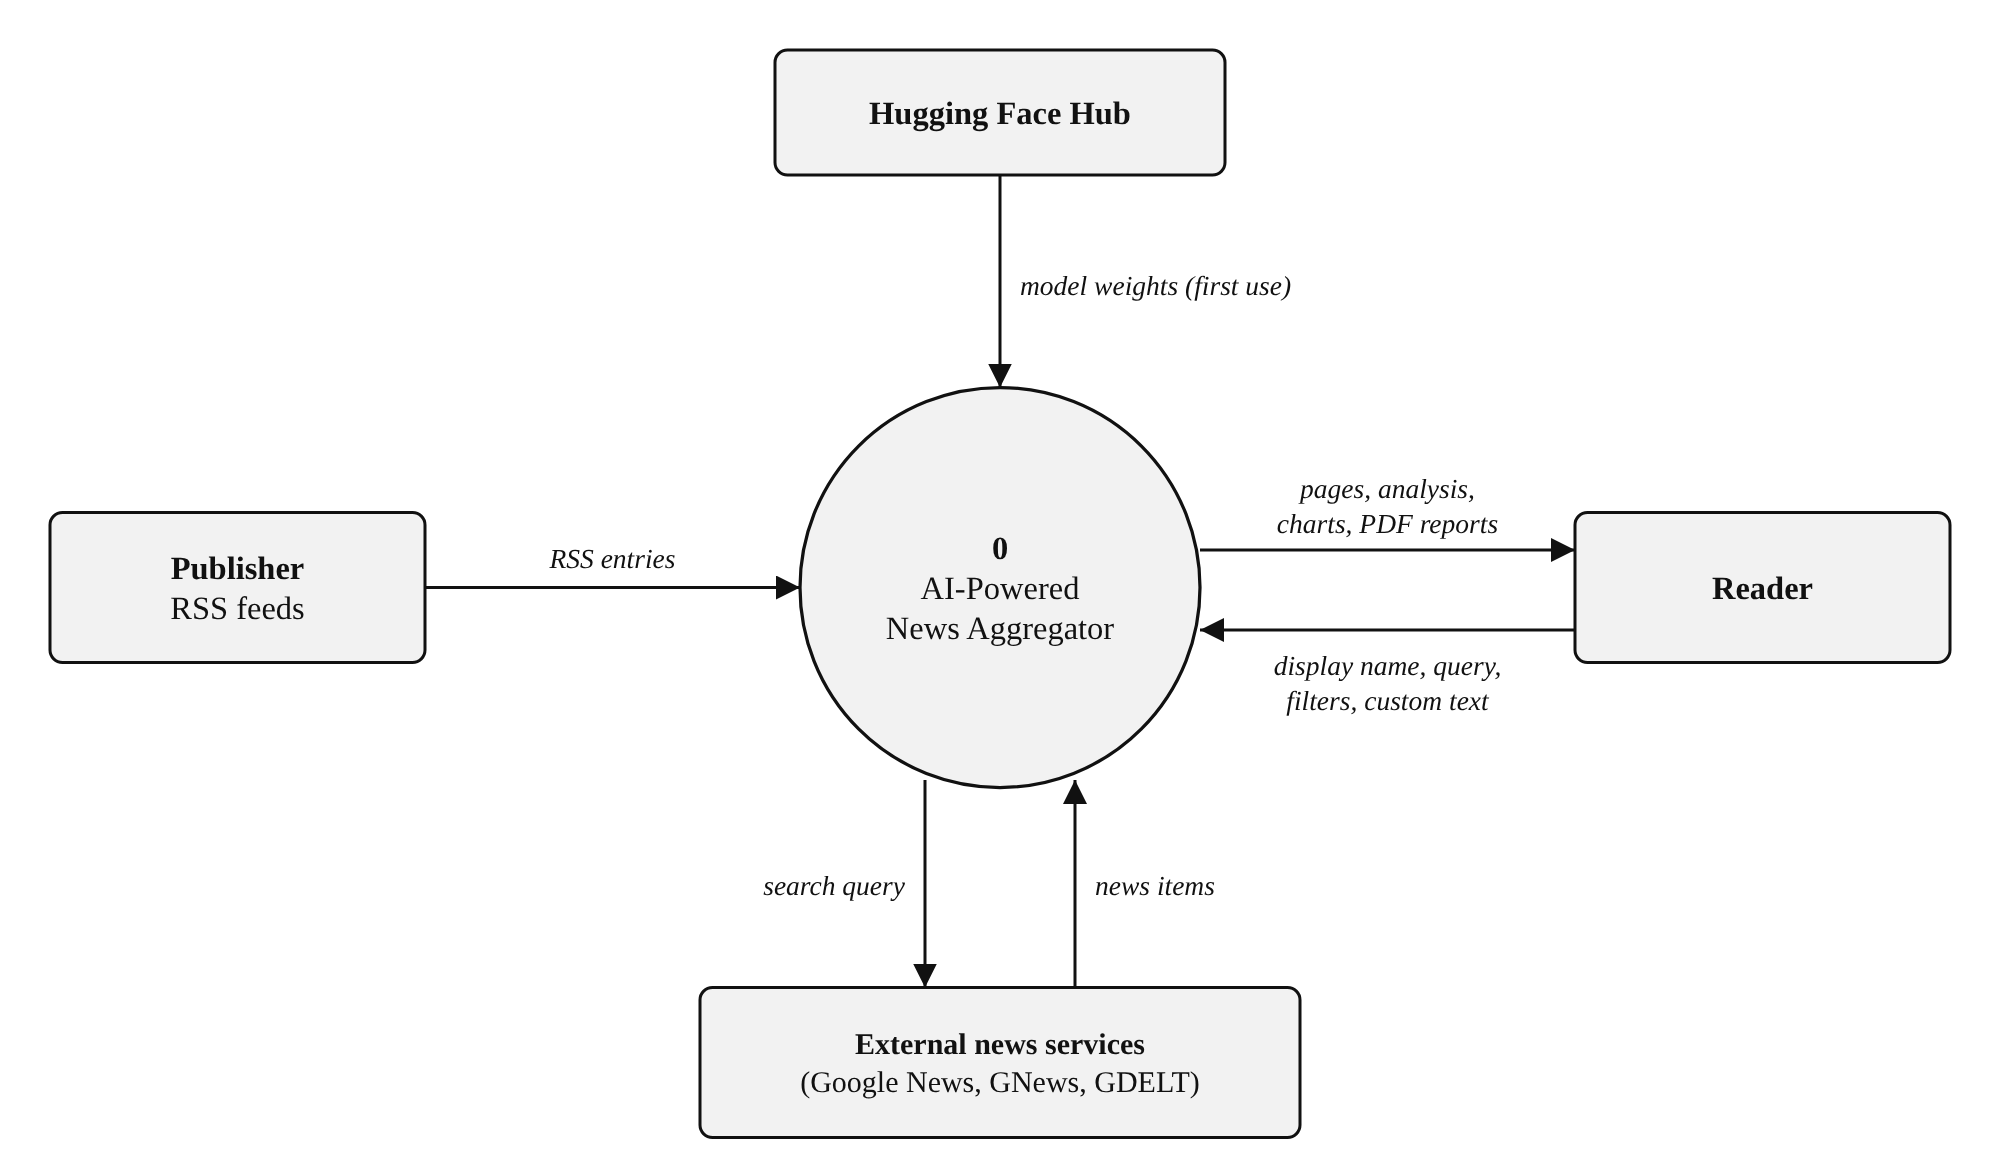 Hugging Face Hub
model weights (first use)
pages, analysis,
charts, PDF reports
Publisher
RSS feeds
RSS entries
0
AI-Powered
News Aggregator
Reader
display name, query,
filters, custom text
search query
news items
External news services
(Google News, GNews, GDELT)